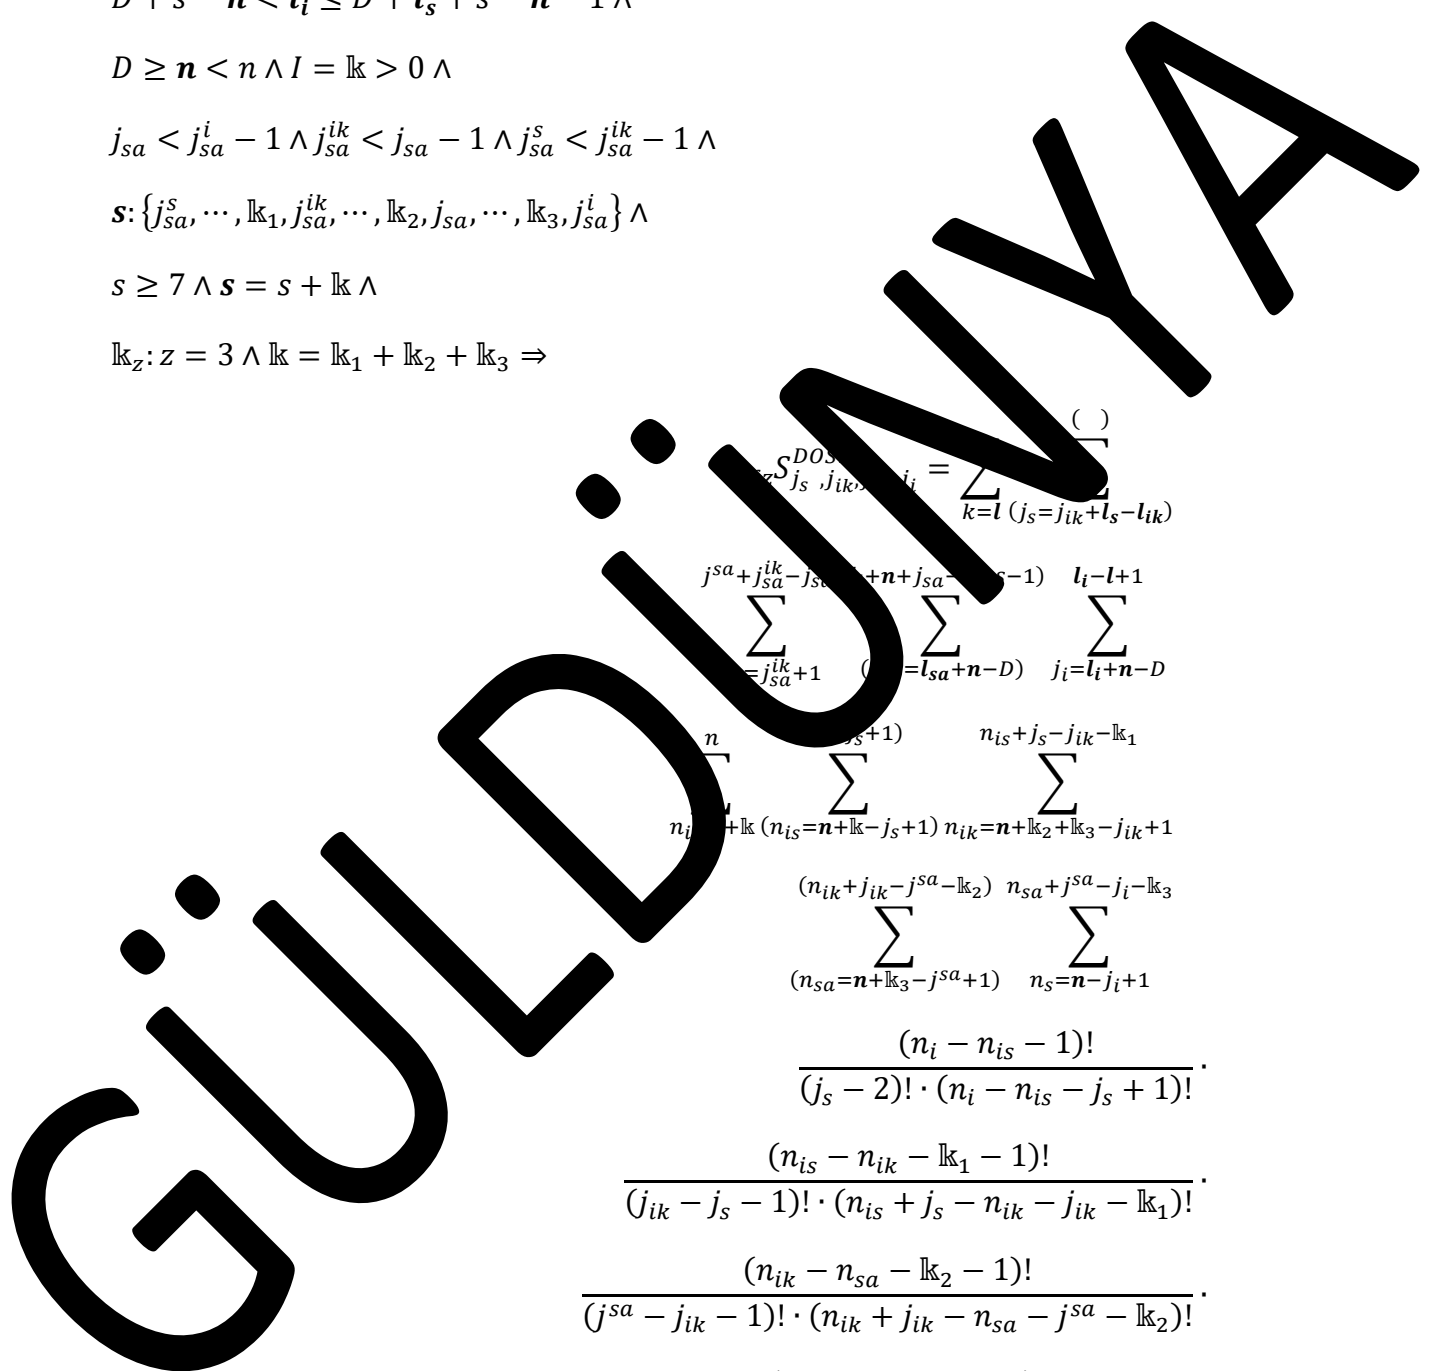 D ≥ n < n ∧ I = 𝕜 > 0 ∧
j_{sa} < j_{sa}^{i} − 1 ∧ j_{sa}^{ik} < j_{sa} − 1 ∧ j_{sa}^{s} < j_{sa}^{ik} − 1 ∧
s: {j_{sa}^{s}, ⋯, 𝕜_1, j_{sa}^{ik}, ⋯, 𝕜_2, j_{sa}, ⋯, 𝕜_3, j_{sa}^{i}} ∧
s ≥ 7 ∧ s = s + 𝕜 ∧
𝕜_z: z = 3 ∧ 𝕜 = 𝕜_1 + 𝕜_2 + 𝕜_3 ⇒
( )
=
k=l (j_s=j_{ik}+l_s−l_{ik})
l_i−l+1
∑ ∑ ∑
=l_{sa}+n−D) j_i=l_i+n−D
n n_{is}+j_s−j_{ik}−𝕜_1
∑ ∑
(n_{is}=n+𝕜−j_s+1) n_{ik}=n+𝕜_2+𝕜_3−j_{ik}+1
(n_{ik}+j_{ik}−j^{sa}−𝕜_2) n_{sa}+j^{sa}−j_i−𝕜_3
∑ ∑
(n_{sa}=n+𝕜_3−j^{sa}+1) n_s=n−j_i+1
(n_i − n_{is} − 1)!
(j_s − 2)! · (n_i − n_{is} − j_s + 1)! ·
(n_{is} − n_{ik} − 𝕜_1 − 1)!
(j_{ik} − j_s − 1)! · (n_{is} + j_s − n_{ik} − j_{ik} − 𝕜_1)! ·
(n_{ik} − n_{sa} − 𝕜_2 − 1)!
(j^{sa} − j_{ik} − 1)! · (n_{ik} + j_{ik} − n_{sa} − j^{sa} − 𝕜_2)! ·
GÜLDÜNYA